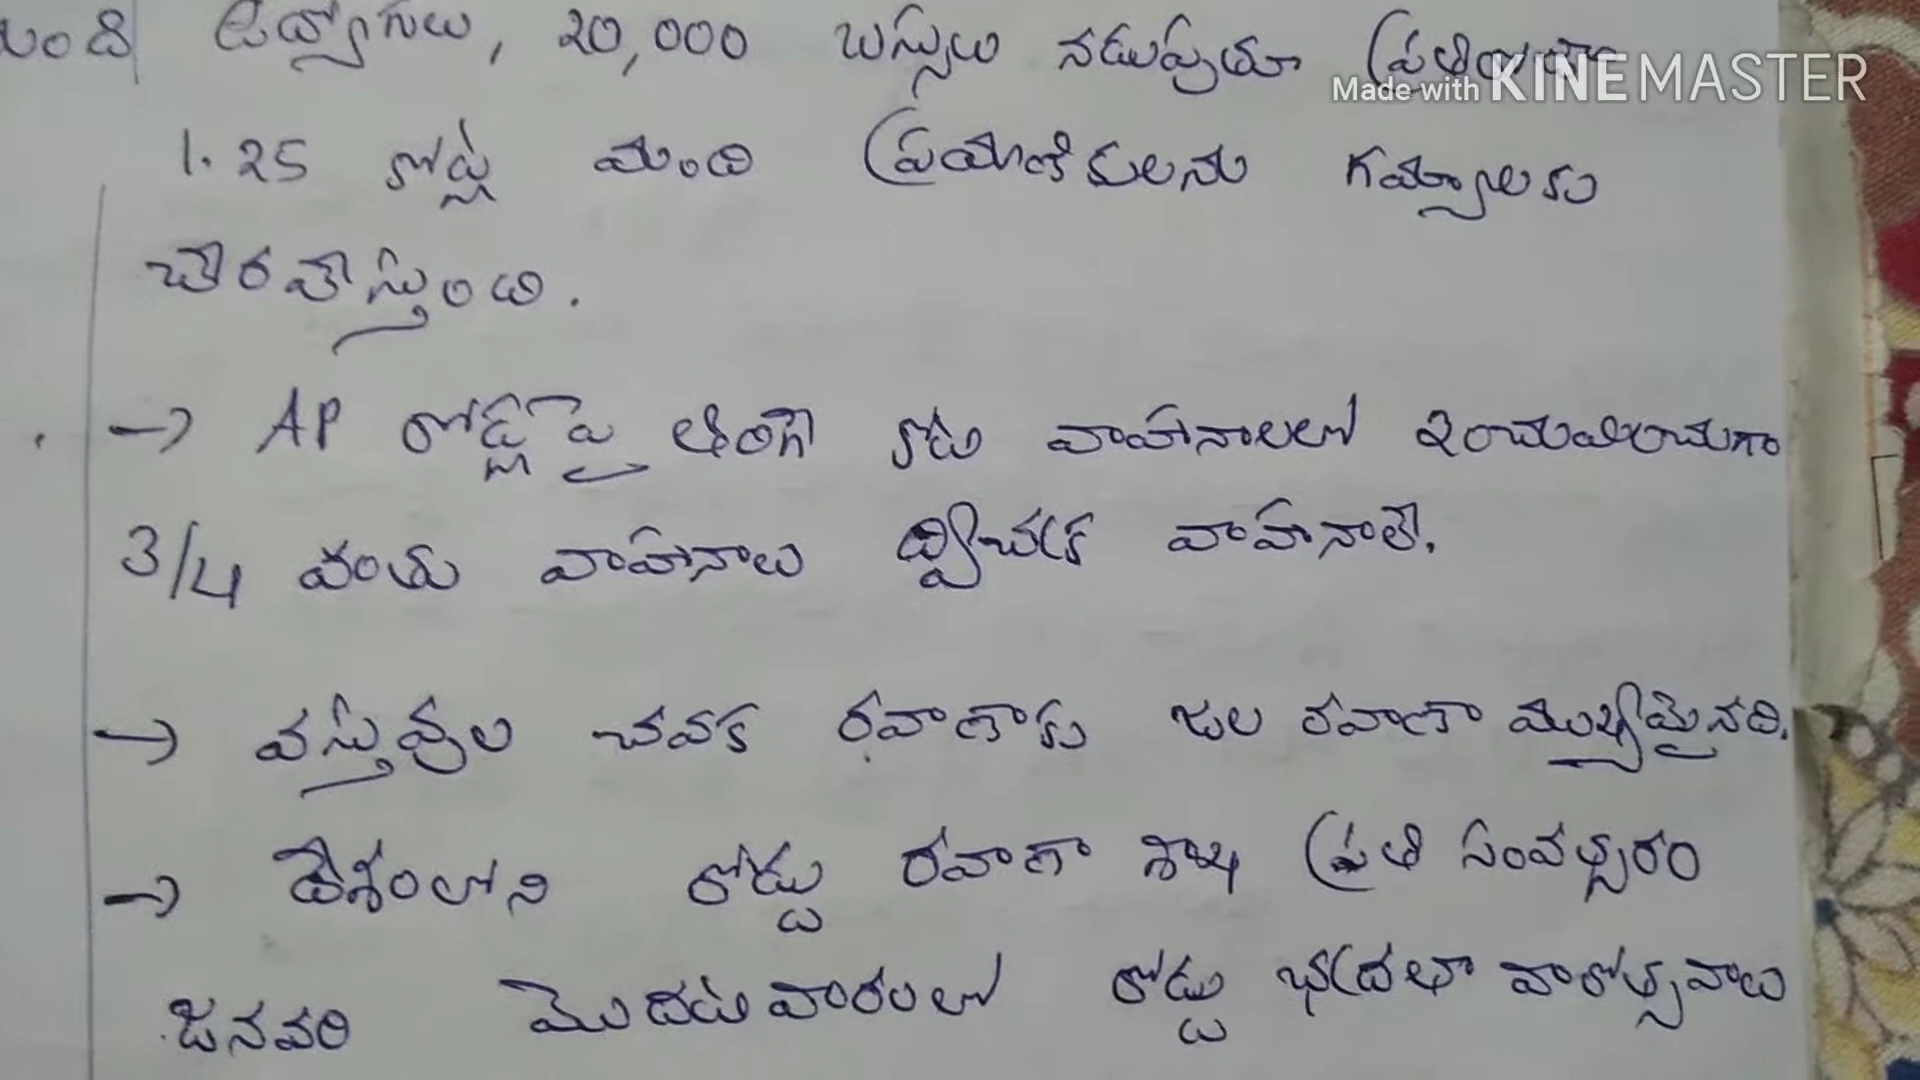 మంది ఉద్యోగులు, 20,000 బస్సులు నడుపుతూ
Made with KINEMASTER
1.25 కోట్ల మంది ప్రయాణికులను గమ్యాలకు
చేరవేస్తుంది.
→ AP రోడ్లపై తిరిగే కోటి వాహనాలలో ఇంచుమించుగా
3/4 వంతు వాహనాలు ద్విచక్ర వాహనాలే.
→ వస్తువుల చవక రవాణాకు జల రవాణా ముఖ్యమైనది.
→ దేశంలోని రోడ్డు రవాణా శాఖ ప్రతి సంవత్సరం
జనవరి మొదటివారంలో రోడ్డు భద్రతా వారోత్సవాలు